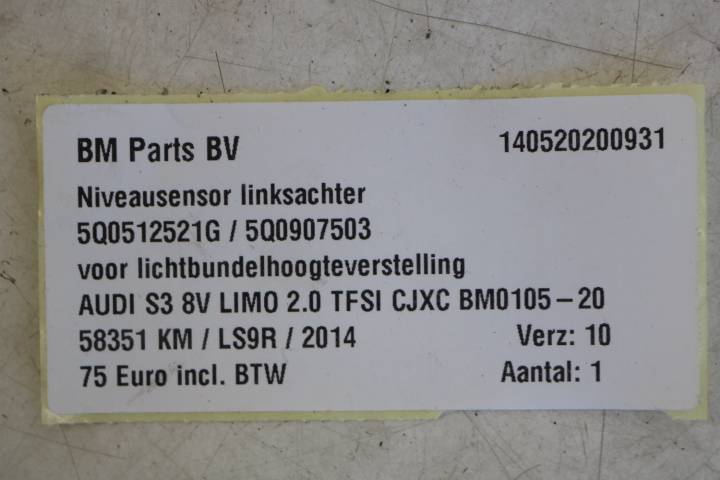 BM Parts BV 140520200931
Niveausensor linksachter
5Q0512521G / 5Q0907503
voor lichtbundelhoogteverstelling
AUDI S3 8V LIMO 2.0 TFSI CJXC BM0105-20
58351 KM / LS9R / 2014 Verz: 10
75 Euro incl. BTW Aantal: 1